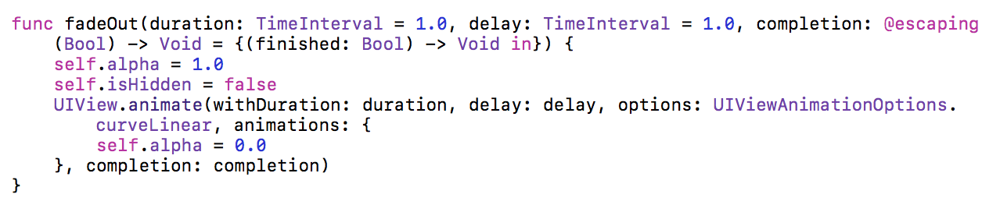 func fadeOut(duration: TimeInterval = 1.0, delay: TimeInterval = 1.0, completion: @escaping
(Bool) -> Void = {(finished: Bool) -> Void in}) {
self.alpha = 1.0
self.isHidden = false
UIView.animate(withDuration: duration, delay: delay, options: UIViewAnimationOptions.
curveLinear, animations: {
self.alpha = 0.0
}, completion: completion)
}